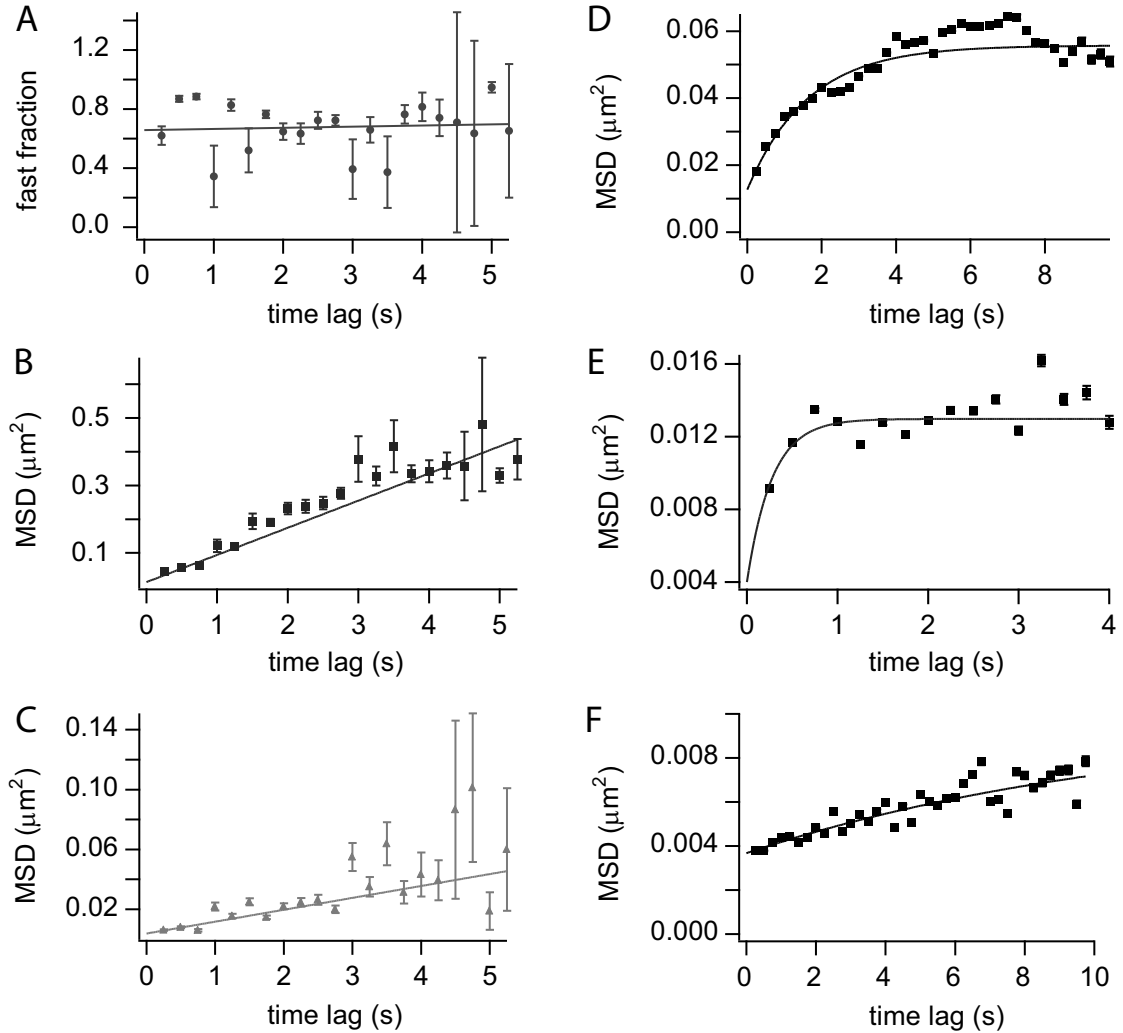 A
fast fraction
1.2
0.8
0.4
0.0
0 1 2 3 4 5
time lag (s)
B
MSD (μm²)
0.5
0.3
0.1
0 1 2 3 4 5
time lag (s)
C
MSD (μm²)
0.14
0.10
0.06
0.02
0 1 2 3 4 5
time lag (s)
D
MSD (μm²)
0.06
0.04
0.02
0.00
0 2 4 6 8
time lag (s)
E
MSD (μm²)
0.016
0.012
0.008
0.004
0 1 2 3 4
time lag (s)
F
MSD (μm²)
0.008
0.004
0.000
0 2 4 6 8 10
time lag (s)